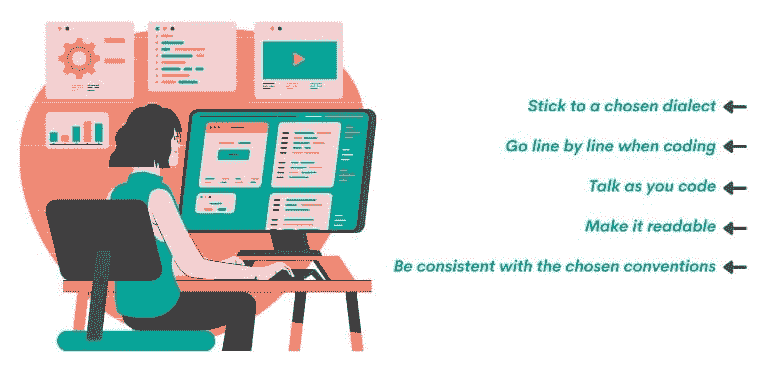 Stick to a chosen dialect
Go line by line when coding
Talk as you code
Make it readable
Be consistent with the chosen conventions